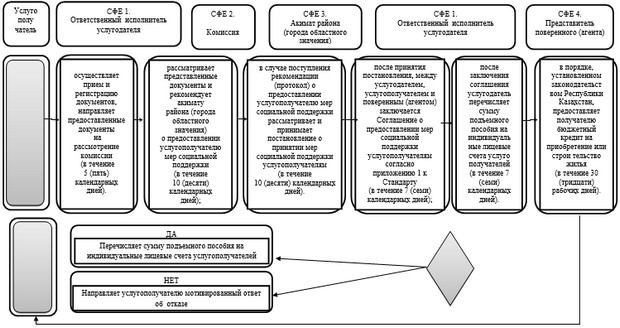 Услуго
полу
чатель
СФЕ 1.
Ответственный исполнитель
услугодателя
СФЕ 2.
Комиссия
СФЕ 3.
Акимат района
(города областного
значения)
СФЕ 1.
Ответственный исполнитель
услугодателя
СФЕ 4.
Представитель
поверенного (агента)
осуществляет
прием и
регистрацию
документов,
направляет
предоставленные
документы
на
рассмотрение
комиссии
(в течение
5 (пять)
календарных
дней).
рассматривает
представленные
документы и
рекомендует
акимату
района (города
областного
значения)
о предоставлении
услугополучателю
мер социальной
поддержки
(в течение
10 (десяти)
календарных
дней);
в случае поступления
рекомендации
(протокол) о
предоставлении
услугополучателю мер
социальной поддержки
рассматривает и
принимает
постановление о
принятии мер
социальной поддержки
услугополучателям
(в течение
10 (десяти) календарных
дней).
после принятия
постановления, между
услугодателем,
услугополучателем и
поверенным (агентом)
заключается
Соглашение о
предоставлении мер
социальной
поддержки
услугополучателям
согласно
приложению 1 к
Стандарту
(в течение 7 (семи)
календарных дней);
после
заключения
соглашения
услугодатель
перечисляет
сумму
подъемного
пособия на
индивидуаль
ные лицевые
счета услуго
получателей
(в течение 7
(семи)
календарных
дней).
в порядке,
установленном
законодательст
вом Республики
Казахстан,
предоставляет
получателю
бюджетный
кредит на
приобретение или
строи тельство
жилья
(в течение 30
(тридцати)
рабочих дней).
ДА
Перечисляет сумму подъемного пособия на
индивидуальные лицевые счета услугополучателей
НЕТ
Направляет услугополучателю мотивированный ответ
об отказе